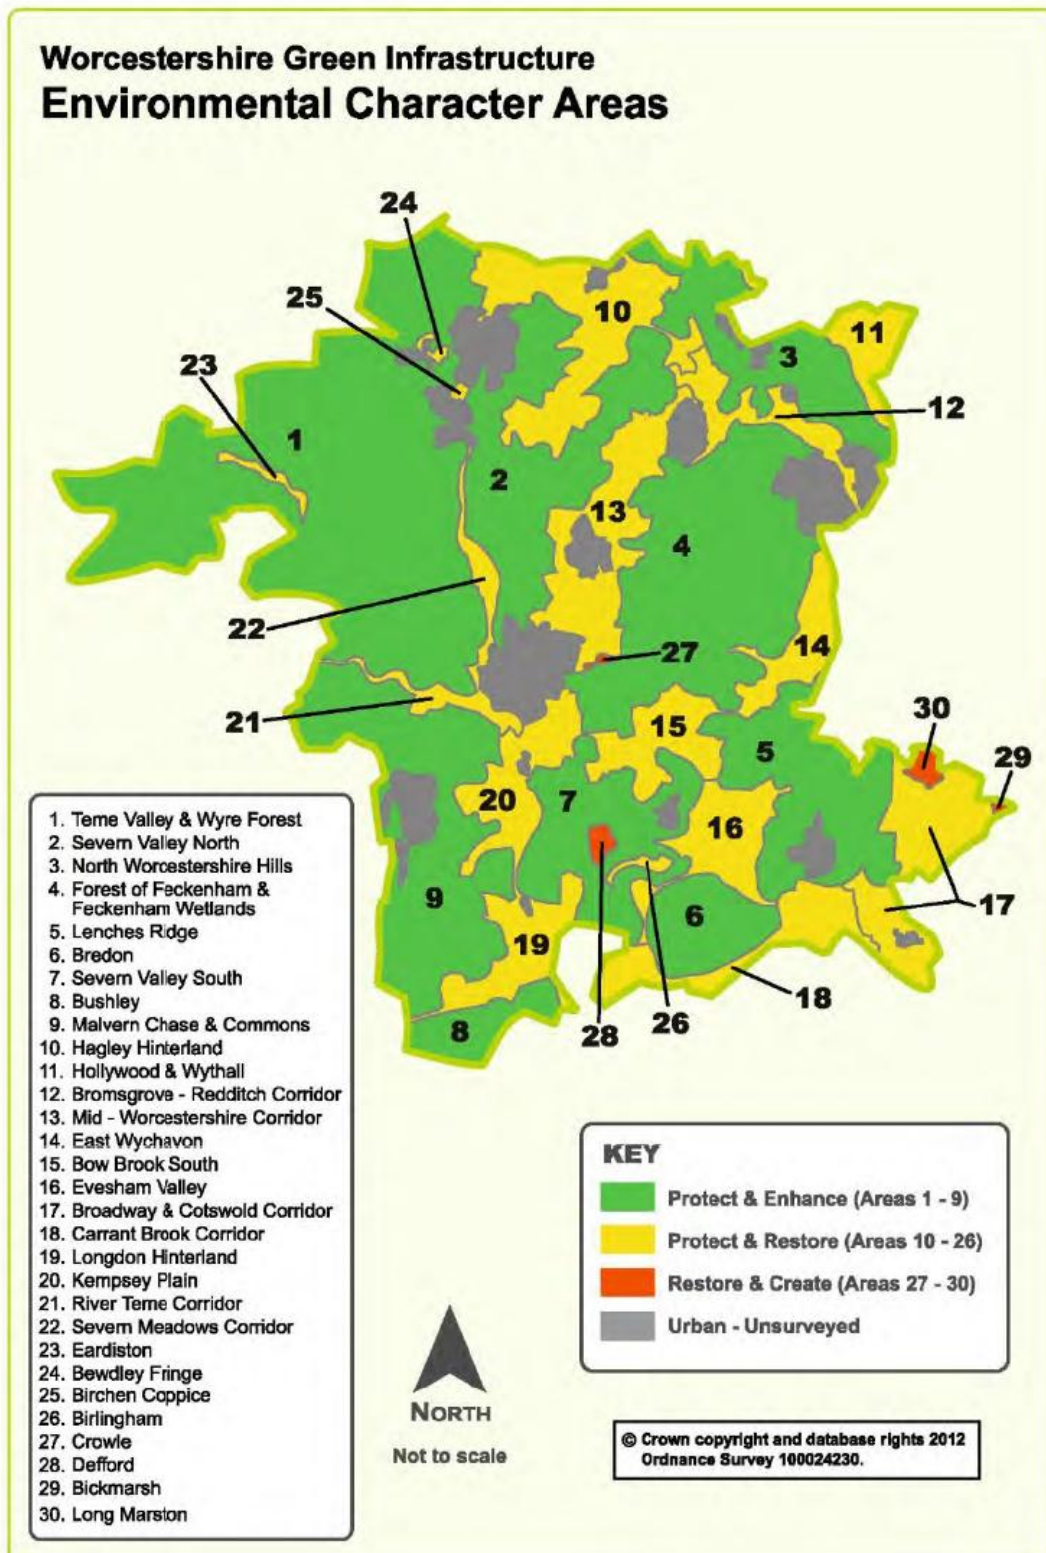 Worcestershire Green Infrastructure
Environmental Character Areas
24
25
10
11
3
23
12
1
2
13
4
22
27
14
21
30
15
29
5
20
7
16
9
6
17
19
18
8
28
26
1. Teme Valley & Wyre Forest
2. Severn Valley North
3. North Worcestershire Hills
4. Forest of Feckenham &
Feckenham Wetlands
5. Lenches Ridge
6. Bredon
7. Severn Valley South
8. Bushley
9. Malvern Chase & Commons
10. Hagley Hinterland
11. Hollywood & Wythall
12. Bromsgrove - Redditch Corridor
13. Mid - Worcestershire Corridor
14. East Wychavon
15. Bow Brook South
16. Evesham Valley
17. Broadway & Cotswold Corridor
18. Carrant Brook Corridor
19. Longdon Hinterland
20. Kempsey Plain
21. River Teme Corridor
22. Severn Meadows Corridor
23. Eardiston
24. Bewdley Fringe
25. Birchen Coppice
26. Birlingham
27. Crowle
28. Defford
29. Bickmarsh
30. Long Marston
NORTH
Not to scale
KEY
Protect & Enhance (Areas 1 - 9)
Protect & Restore (Areas 10 - 26)
Restore & Create (Areas 27 - 30)
Urban - Unsurveyed
© Crown copyright and database rights 2012
Ordnance Survey 100024230.